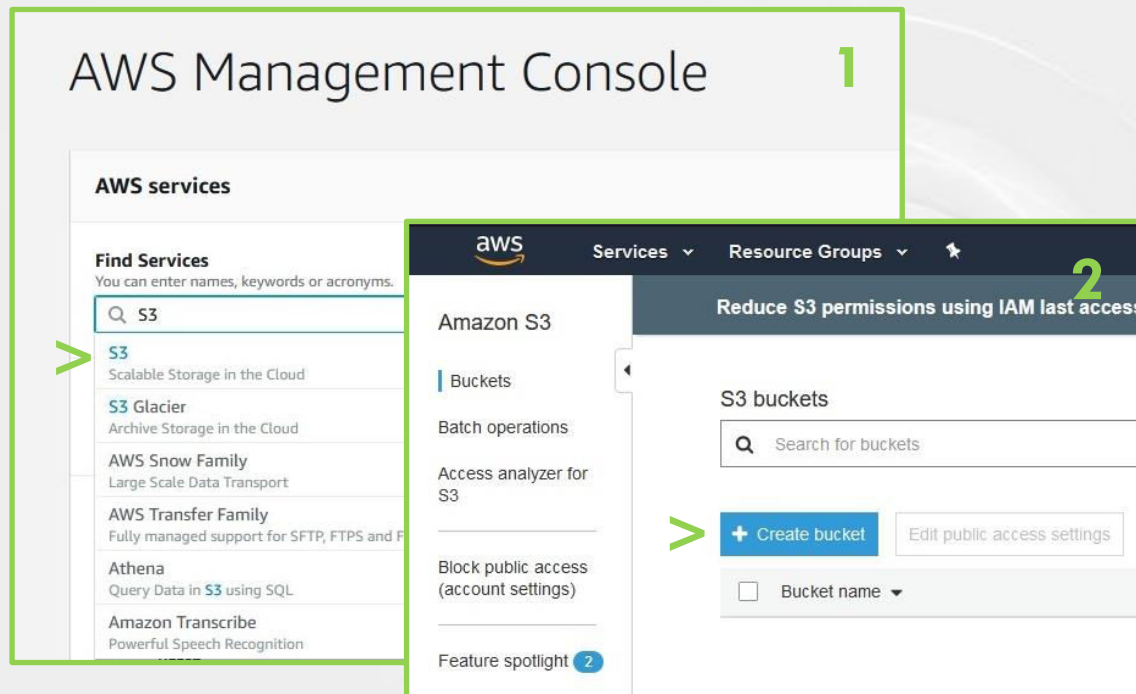 1
AWS Management Console
AWS services
Find Services
You can enter names, keywords or acronyms.
S3
>
S3
Scalable Storage in the Cloud
S3 Glacier
Archive Storage in the Cloud
AWS Snow Family
Large Scale Data Transport
AWS Transfer Family
Fully managed support for SFTP, FTPS and F
Athena
Query Data in S3 using SQL
Amazon Transcribe
Powerful Speech Recognition
2
aws
Services
Resource Groups
Reduce S3 permissions using IAM last access
Amazon S3
Buckets
Batch operations
Access analyzer for
S3
Block public access
(account settings)
Feature spotlight 2
S3 buckets
Search for buckets
>
+ Create bucket
Edit public access settings
Bucket name